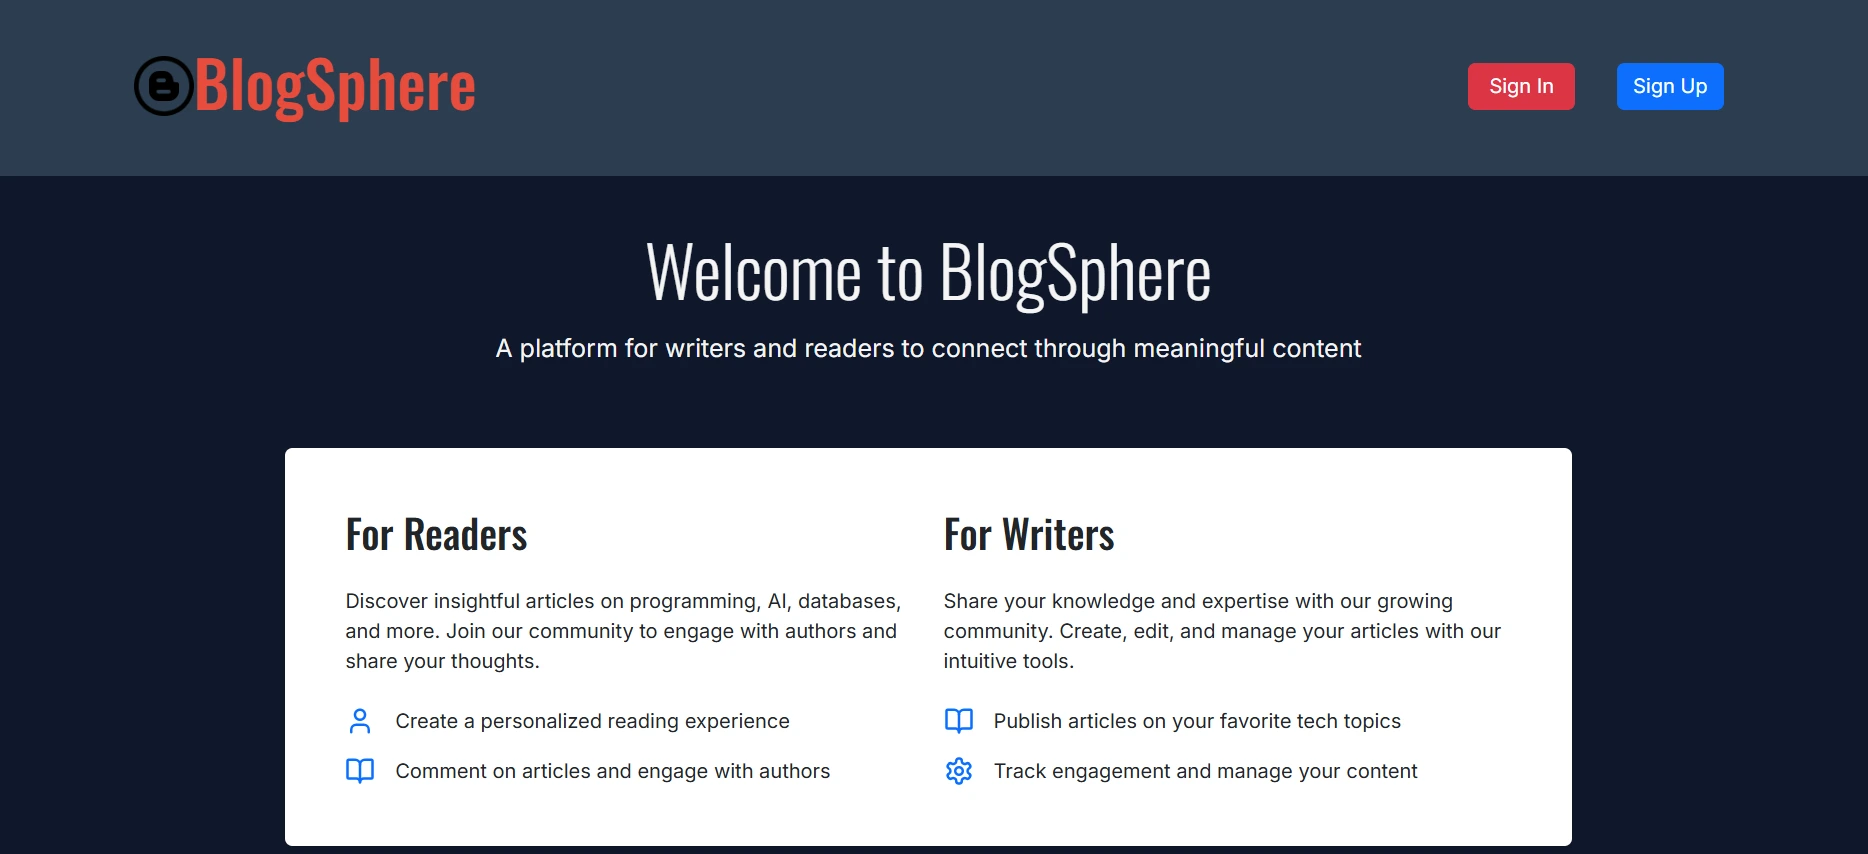 BlogSphere
Sign In
Sign Up
Welcome to BlogSphere
A platform for writers and readers to connect through meaningful content
For Readers
Discover insightful articles on programming, AI, databases,
and more. Join our community to engage with authors and
share your thoughts.
Create a personalized reading experience
Comment on articles and engage with authors
For Writers
Share your knowledge and expertise with our growing
community. Create, edit, and manage your articles with our
intuitive tools.
Publish articles on your favorite tech topics
Track engagement and manage your content